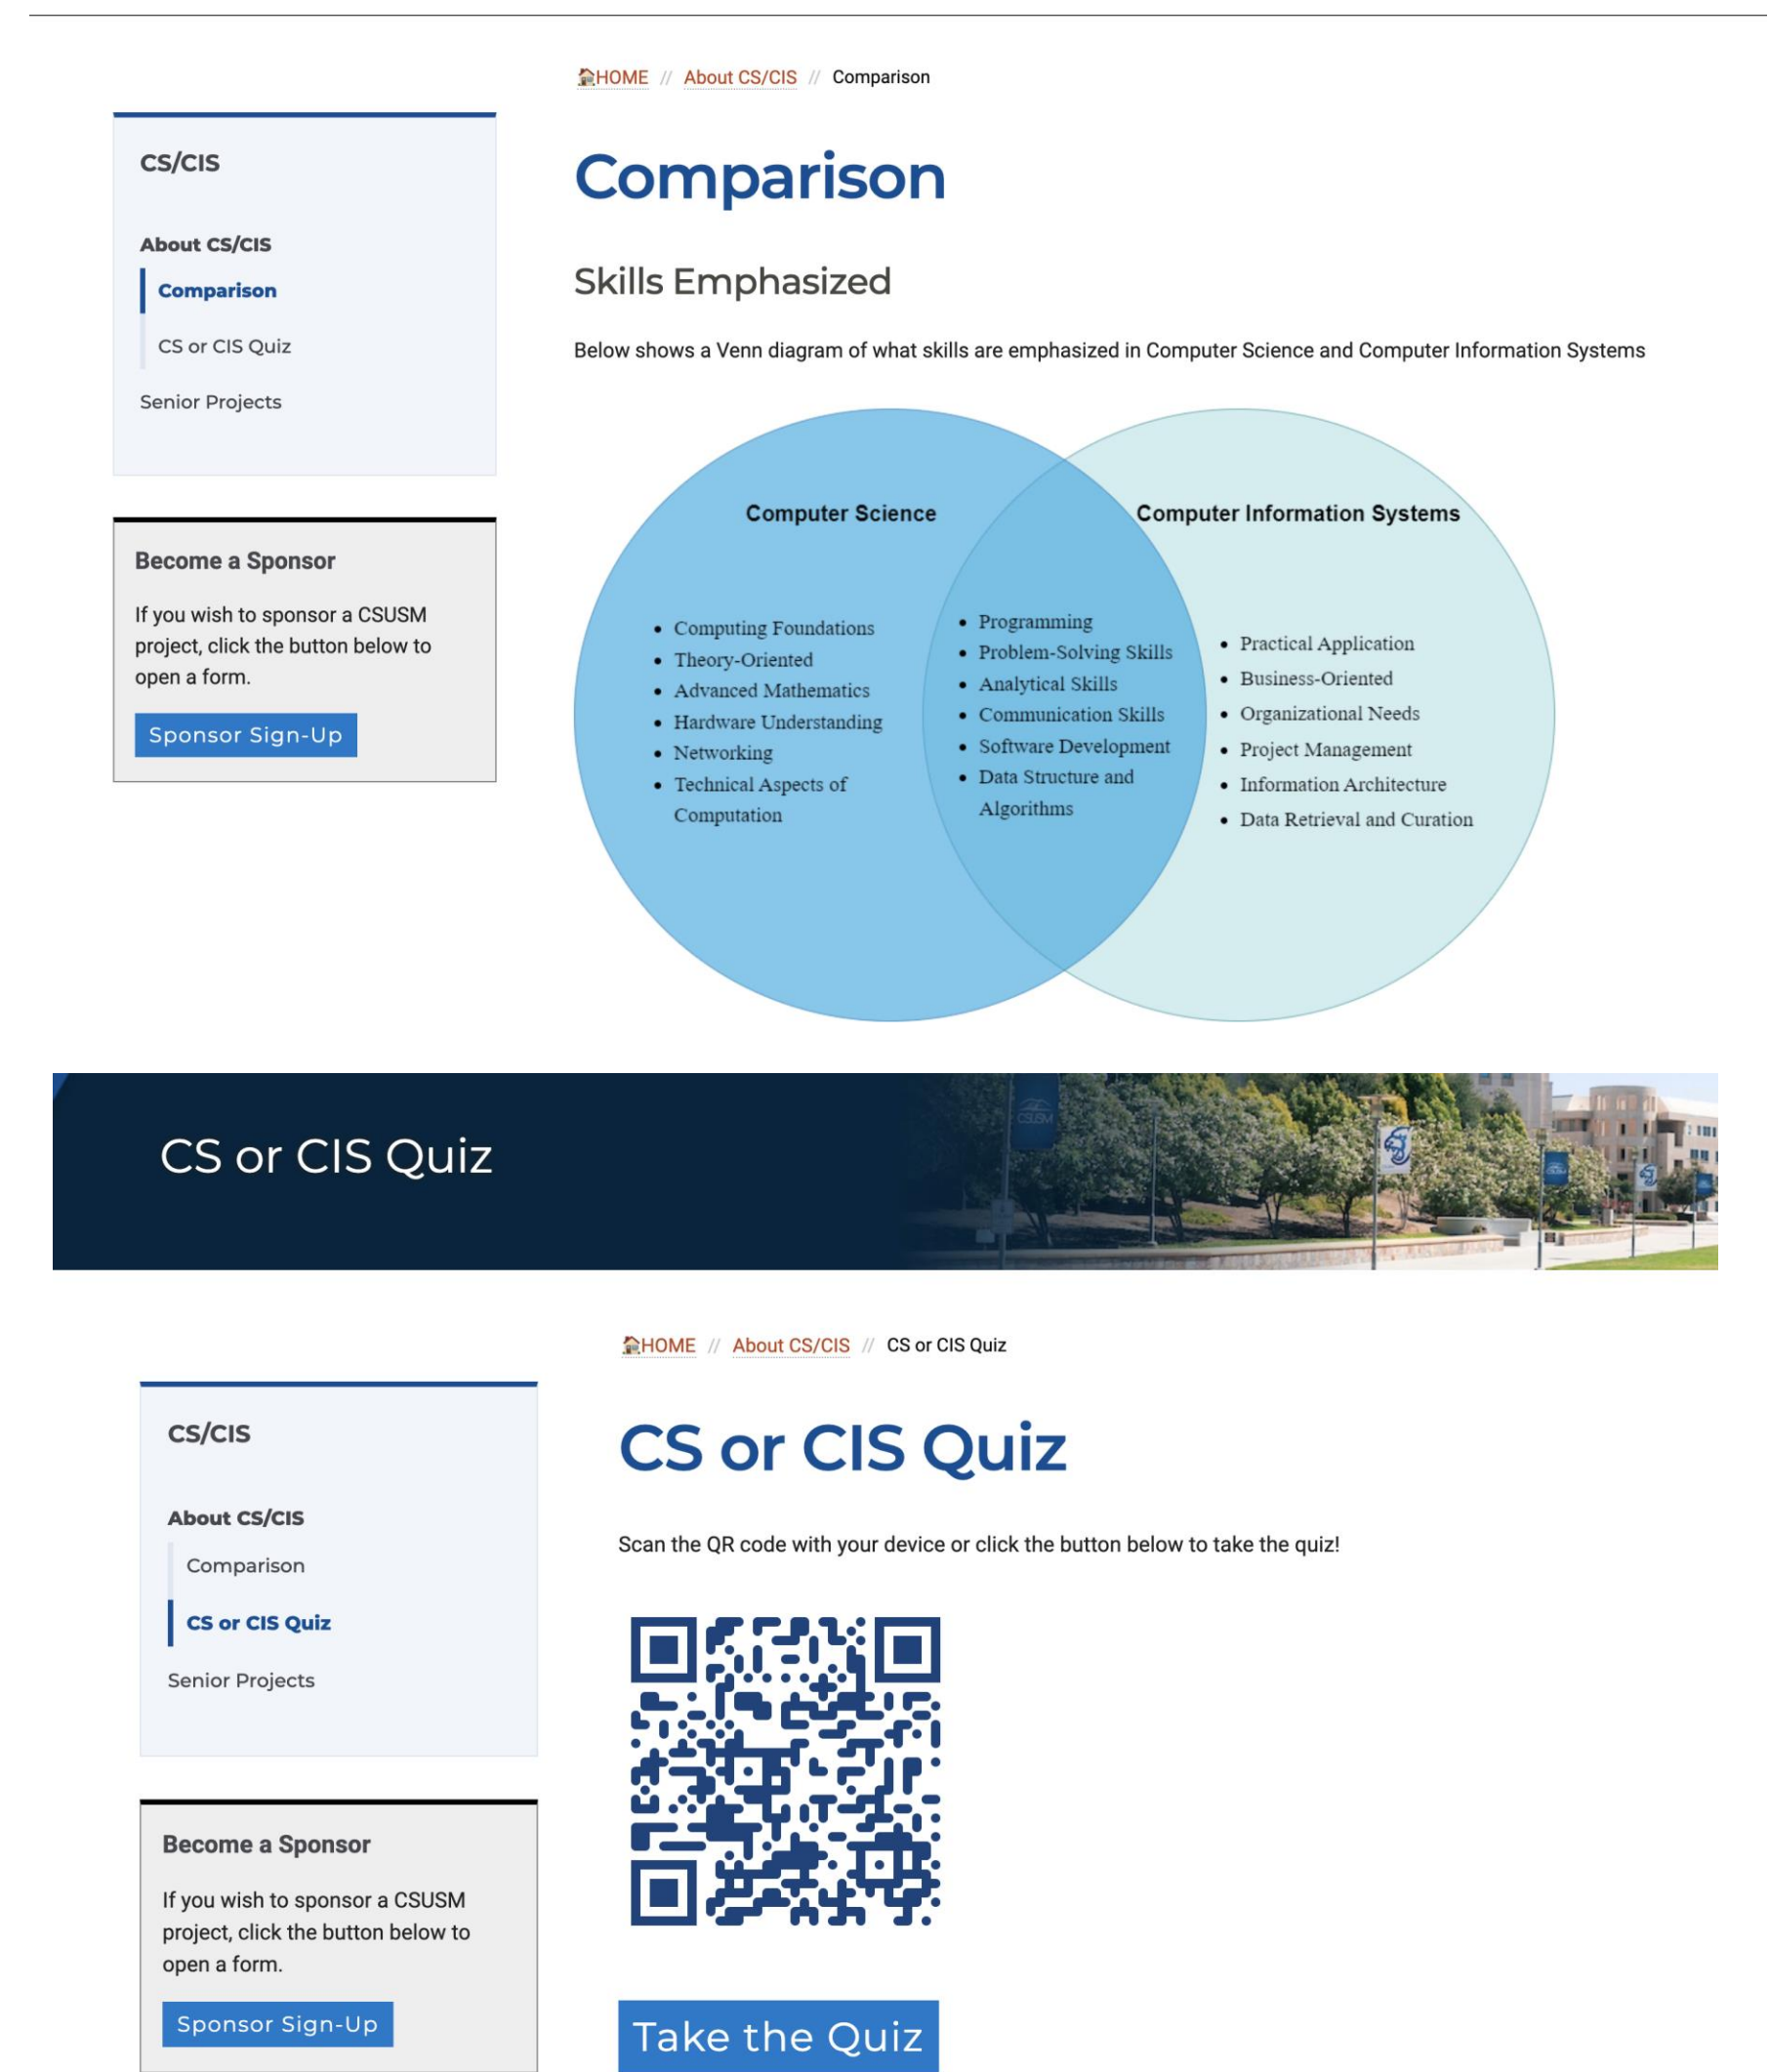 HOME // About CS/CIS // Comparison
CS/CIS
About CS/CIS
Comparison
CS or CIS Quiz
Senior Projects
Become a Sponsor
If you wish to sponsor a CSUSM
project, click the button below to
open a form.
Sponsor Sign-Up
Comparison
Skills Emphasized
Below shows a Venn diagram of what skills are emphasized in Computer Science and Computer Information Systems
Computer Science
• Computing Foundations
• Theory-Oriented
• Advanced Mathematics
• Hardware Understanding
• Networking
• Technical Aspects of
Computation
• Programming
• Problem-Solving Skills
• Analytical Skills
• Communication Skills
• Software Development
• Data Structure and
Algorithms
Computer Information Systems
• Practical Application
• Business-Oriented
• Organizational Needs
• Project Management
• Information Architecture
• Data Retrieval and Curation
CS or CIS Quiz
CSUSM
HOME // About CS/CIS // CS or CIS Quiz
CS/CIS
About CS/CIS
Comparison
CS or CIS Quiz
Senior Projects
Become a Sponsor
If you wish to sponsor a CSUSM
project, click the button below to
open a form.
Sponsor Sign-Up
CS or CIS Quiz
Scan the QR code with your device or click the button below to take the quiz!
Take the Quiz